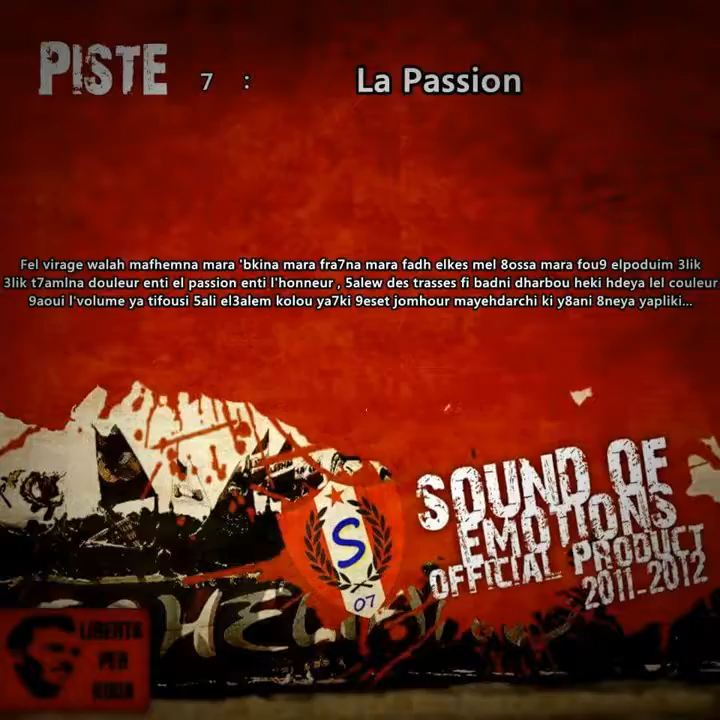 PISTE 7 : La Passion
Fel virage walah mafhemna mara 'bkina mara fra7na mara fadh elkes mel 8ossa mara fou9 elpoduim 3lik
3lik t7amlna douleur enti el passion enti l'honneur , 5alew des trasses fi badni dharbou heki hdeya lel couleur
9aoui l'volume ya tifousi 5ali el3alem kolou ya7ki 9eset jomhour mayehdarchi ki y8ani 8neya yapliki...
SOUND OF
EMOTIONS
OFFICIAL PRODUCT
2011-2012
S
07
LIBERTA
PER